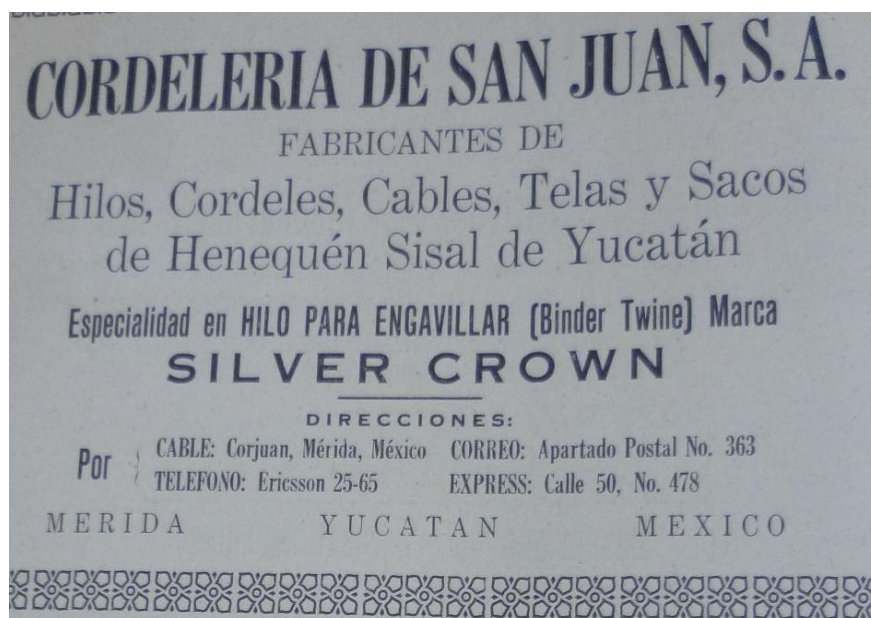 CORDELERIA DE SAN JUAN, S. A.
FABRICANTES DE
Hilos, Cordeles, Cables, Telas y Sacos
de Henequén Sisal de Yucatán
Especialidad en HILO PARA ENGAVILLAR (Binder Twine) Marca
SILVER CROWN
DIRECCIONES:
Por
CABLE: Corjuan, Mérida, México CORREO: Apartado Postal No. 363
TELEFONO: Ericsson 25-65 EXPRESS: Calle 50, No. 478
MERIDA YUCATAN MEXICO